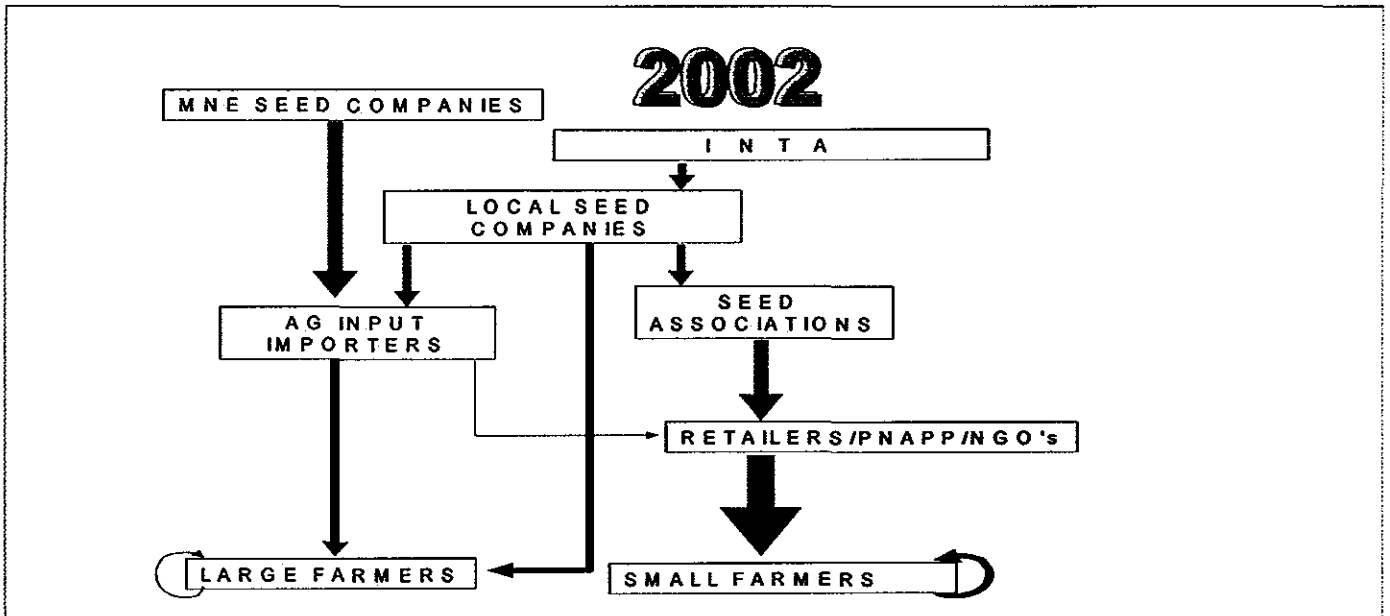 2002
MNE SEED COMPANIES
INTA
LOCAL SEED
COMPANIES
AG INPUT
IMPORTERS
SEED
ASSOCIATIONS
RETAILERS/PNAPP/NGO's
LARGE FARMERS
SMALL FARMERS